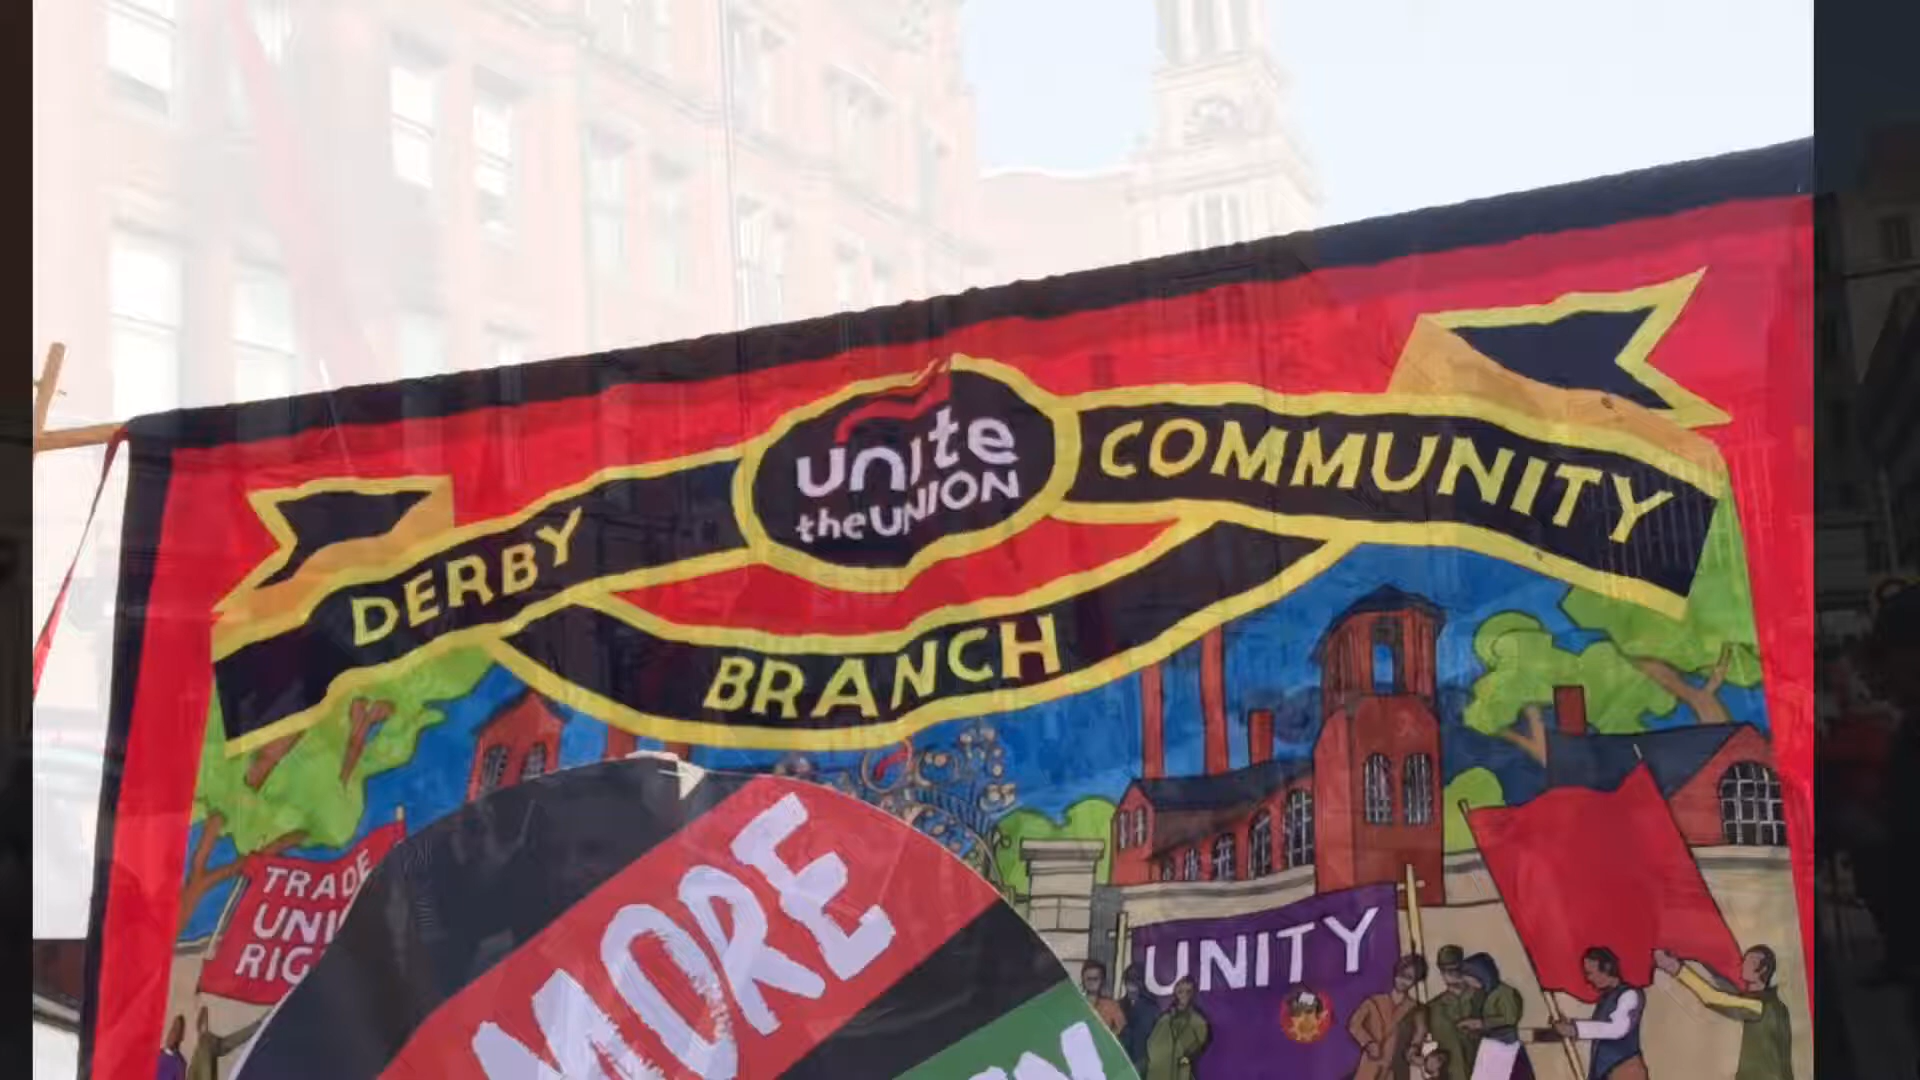 unite
the UNION
DERBY
COMMUNITY
BRANCH
TRADE
UNI
RIG
MORE
UNITY